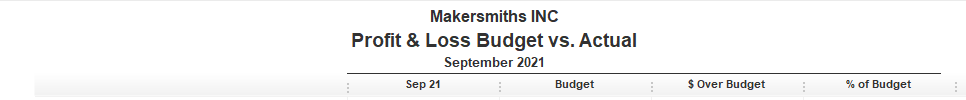 Makersmiths INC
Profit & Loss Budget vs. Actual
September 2021
Sep 21 Budget $ Over Budget % of Budget